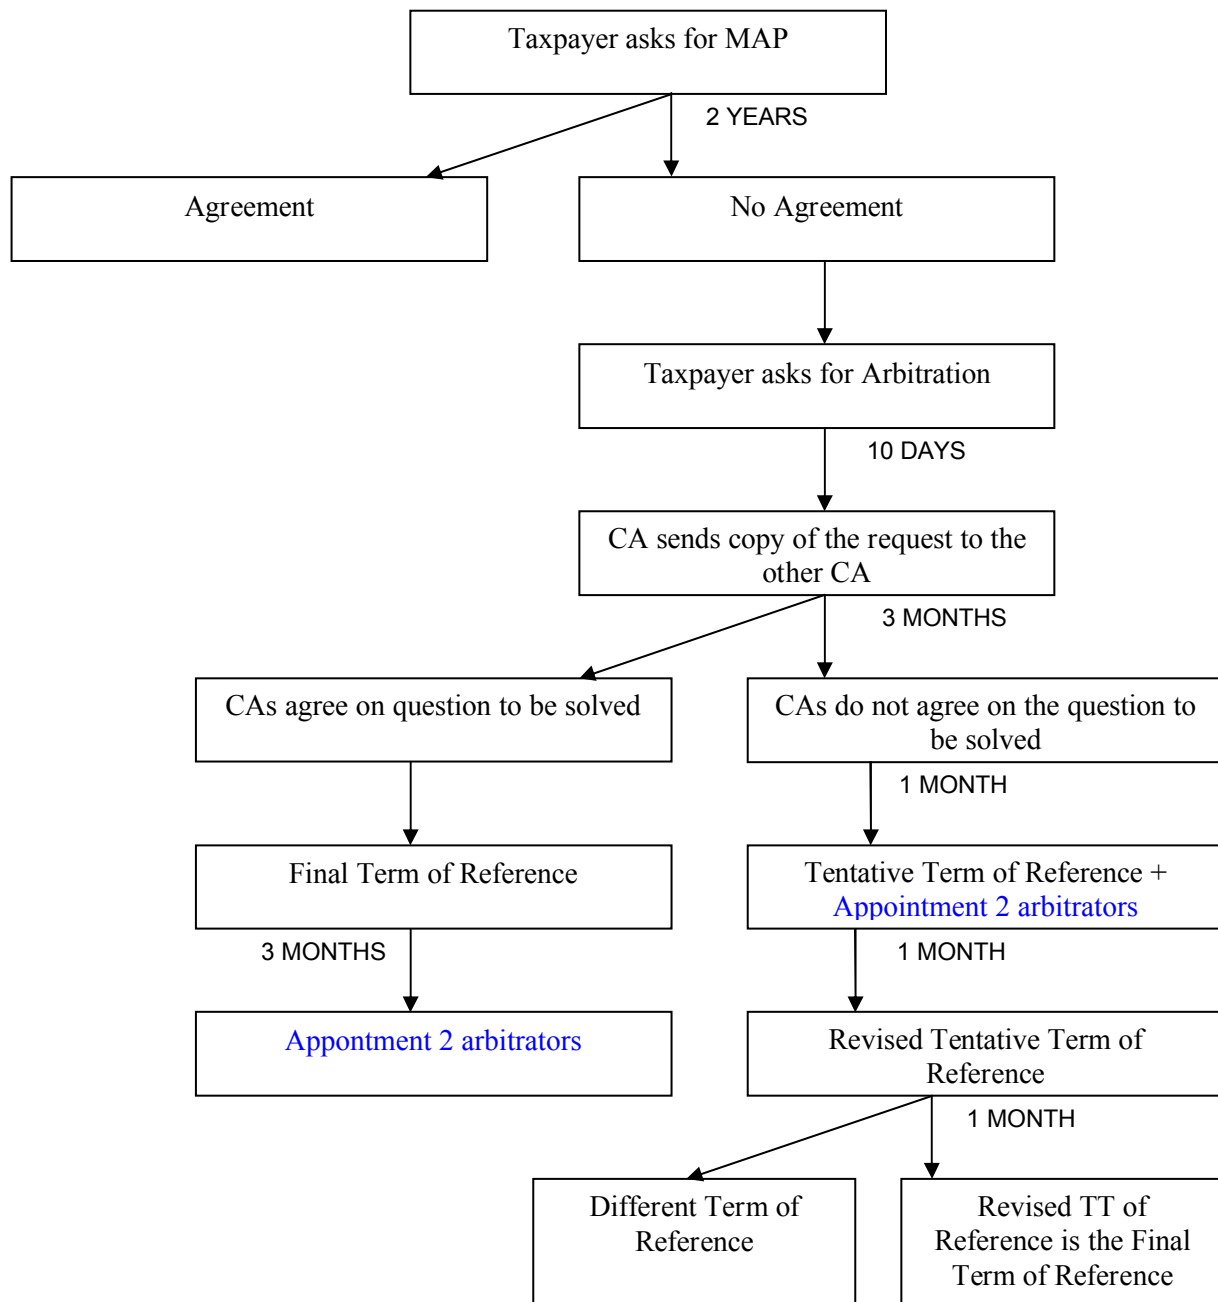 Taxpayer asks for MAP
2 YEARS
Agreement
No Agreement
Taxpayer asks for Arbitration
10 DAYS
CA sends copy of the request to the
other CA
3 MONTHS
CAs agree on question to be solved
CAs do not agree on the question to
be solved
1 MONTH
Final Term of Reference
Tentative Term of Reference +
Appointment 2 arbitrators
3 MONTHS
1 MONTH
Appontment 2 arbitrators
Revised Tentative Term of
Reference
1 MONTH
Different Term of
Reference
Revised TT of
Reference is the Final
Term of Reference